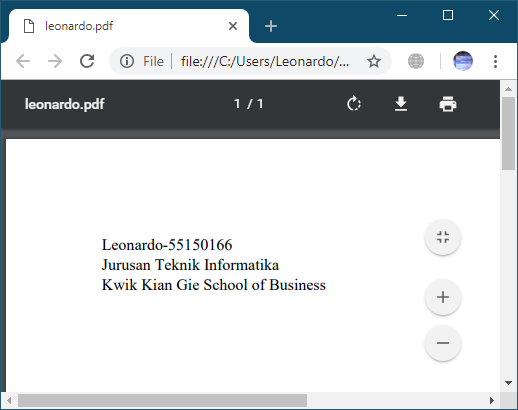 leonardo.pdf
File | file:///C:/Users/Leonardo/...
leonardo.pdf 1 / 1
Leonardo-55150166
Jurusan Teknik Informatika
Kwik Kian Gie School of Business